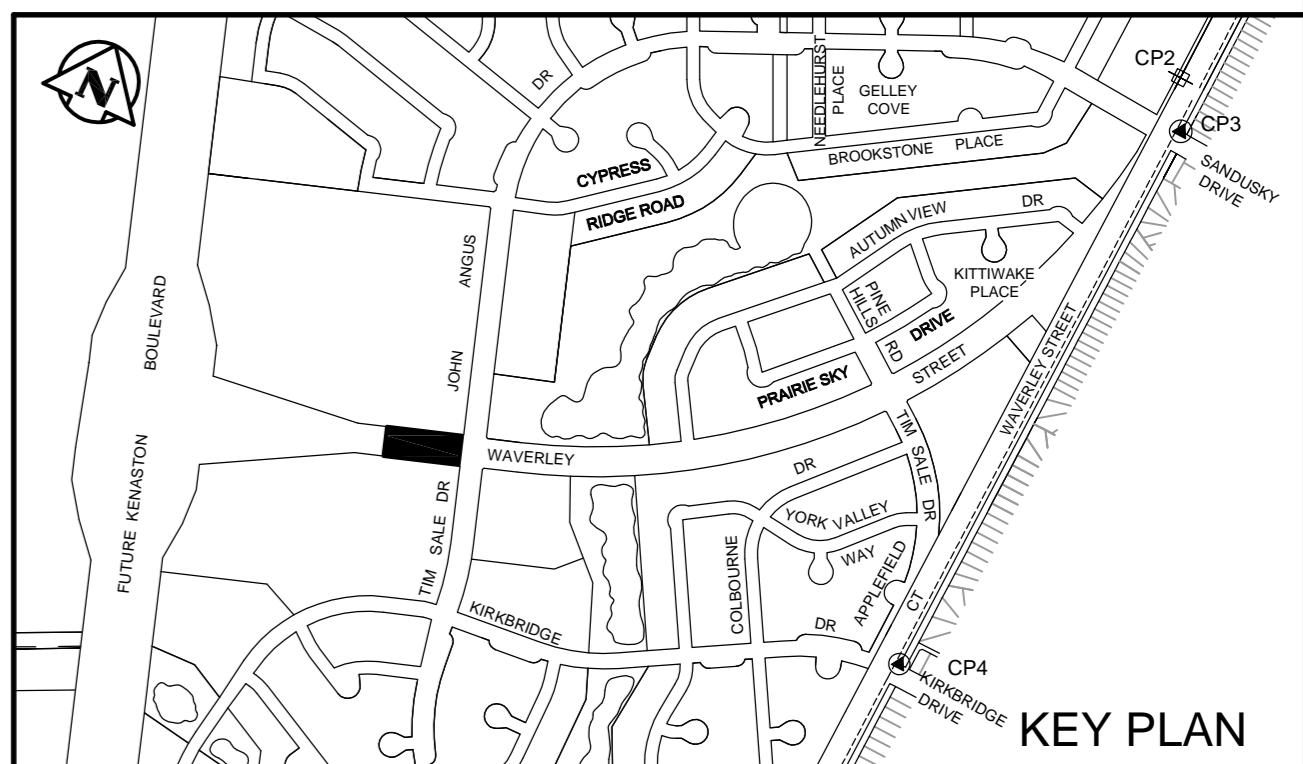 N
CP2
DR
NEEDLEHURST
PLACE
GELLEY
COVE
CP3
BROOKSTONE PLACE
SANDUSKY
DRIVE
CYPRESS
RIDGE ROAD
AUTUMN VIEW DR
KITTIWAKE
PLACE
PINE
HILLS
RD
DRIVE
PRAIRIE SKY
STREET
WAVERLEY STREET
JOHN ANGUS
FUTURE KENASTON BOULEVARD
WAVERLEY
TIM SALE DR
TIM SALE DR
DR
YORK VALLEY
WAY
COLBOURNE
APPLEFIELD
CT
KIRKBRIDGE
DR
CP4
KIRKBRIDGE
DRIVE
KEY PLAN